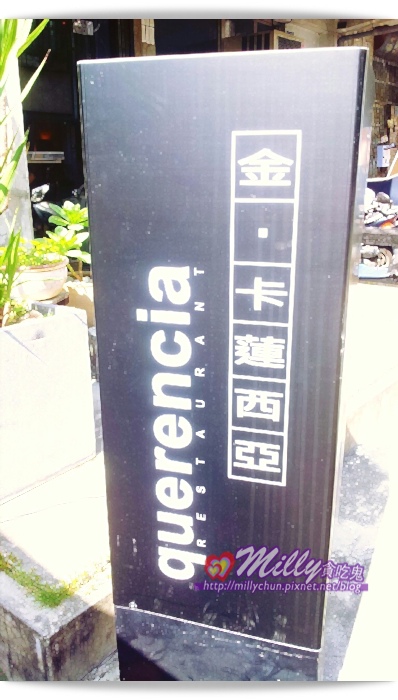 金·卡蓮西亞
querencia
RESTAURANT
Milly貪吃鬼
http://millychun.pixnet.net/blog